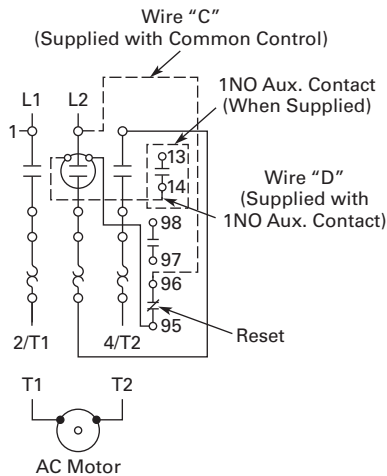 Wire “C”
(Supplied with Common Control)
L1
L2
1NO Aux. Contact
(When Supplied)
1
13
14
Wire “D”
(Supplied with
1NO Aux. Contact)
98
97
96
95
Reset
2/T1
4/T2
T1
T2
AC Motor